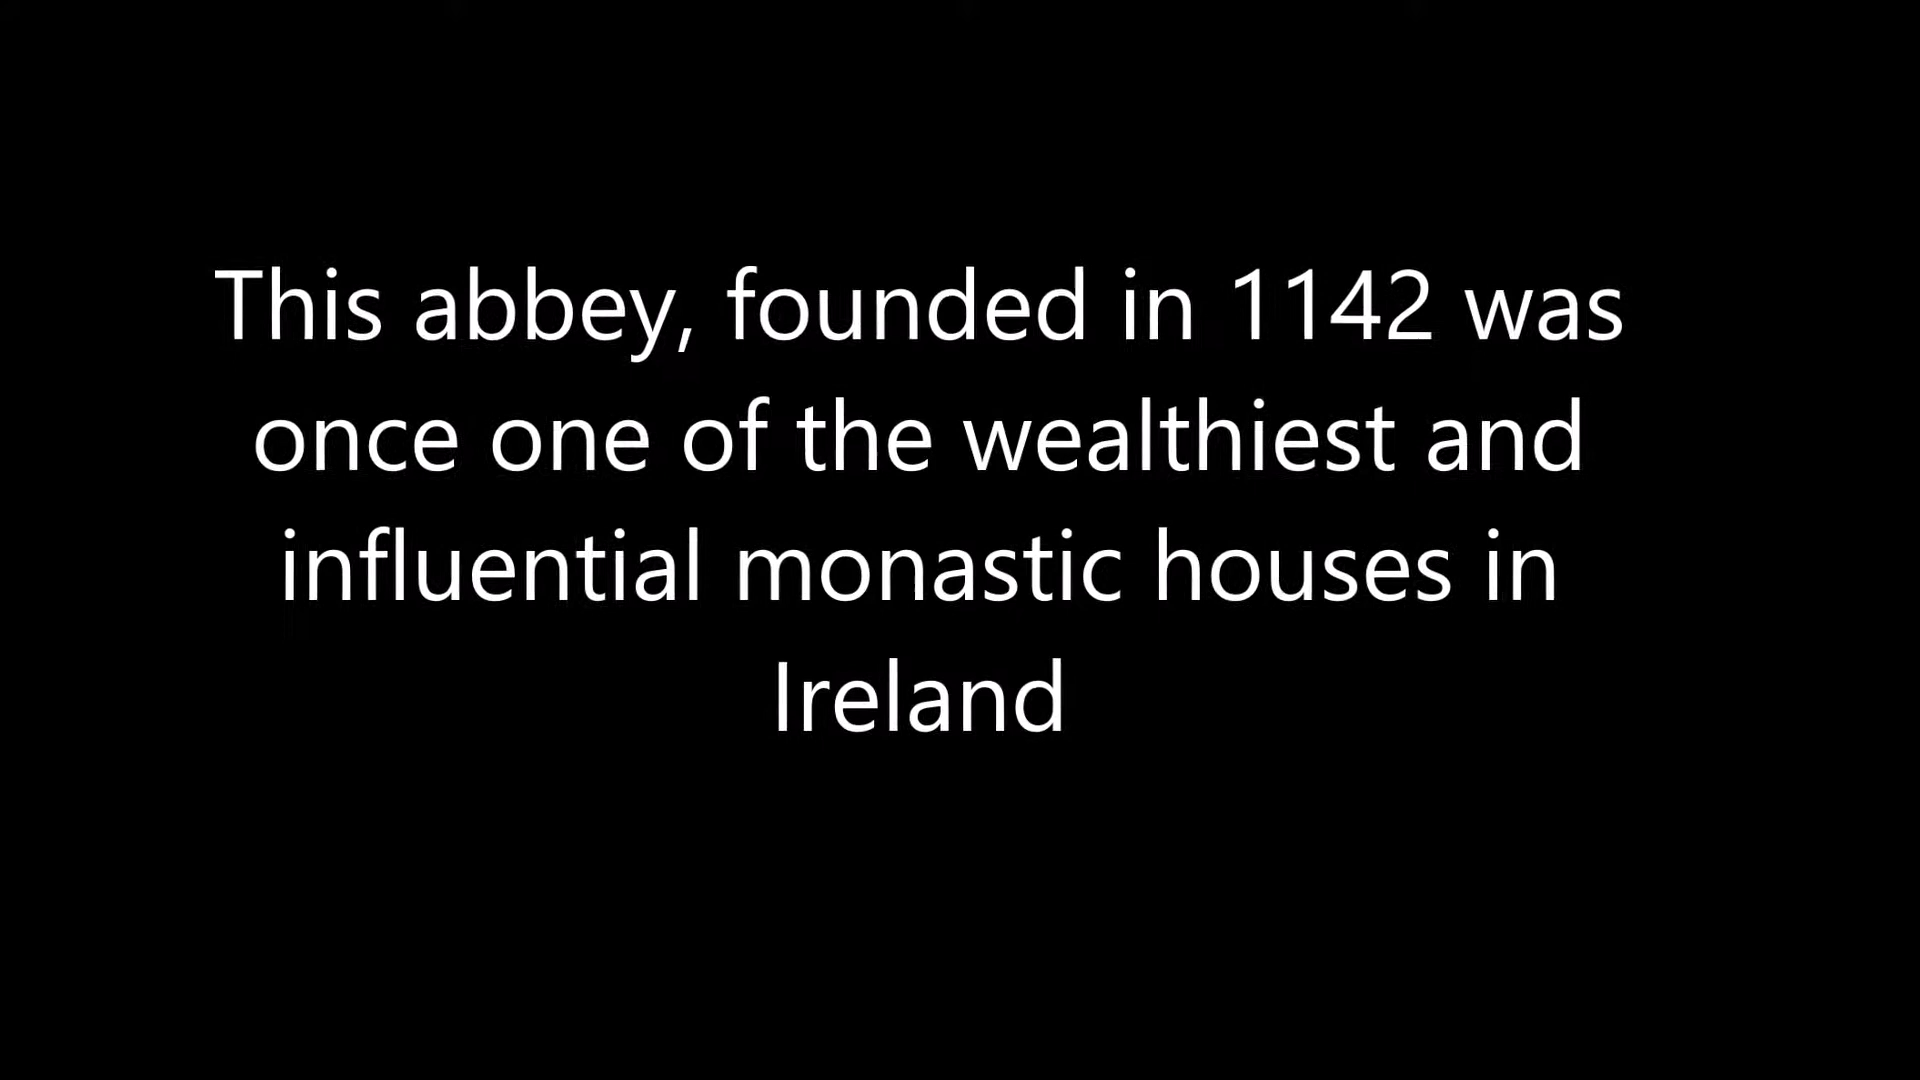 This abbey, founded in 1142 was
once one of the wealthiest and
influential monastic houses in
Ireland